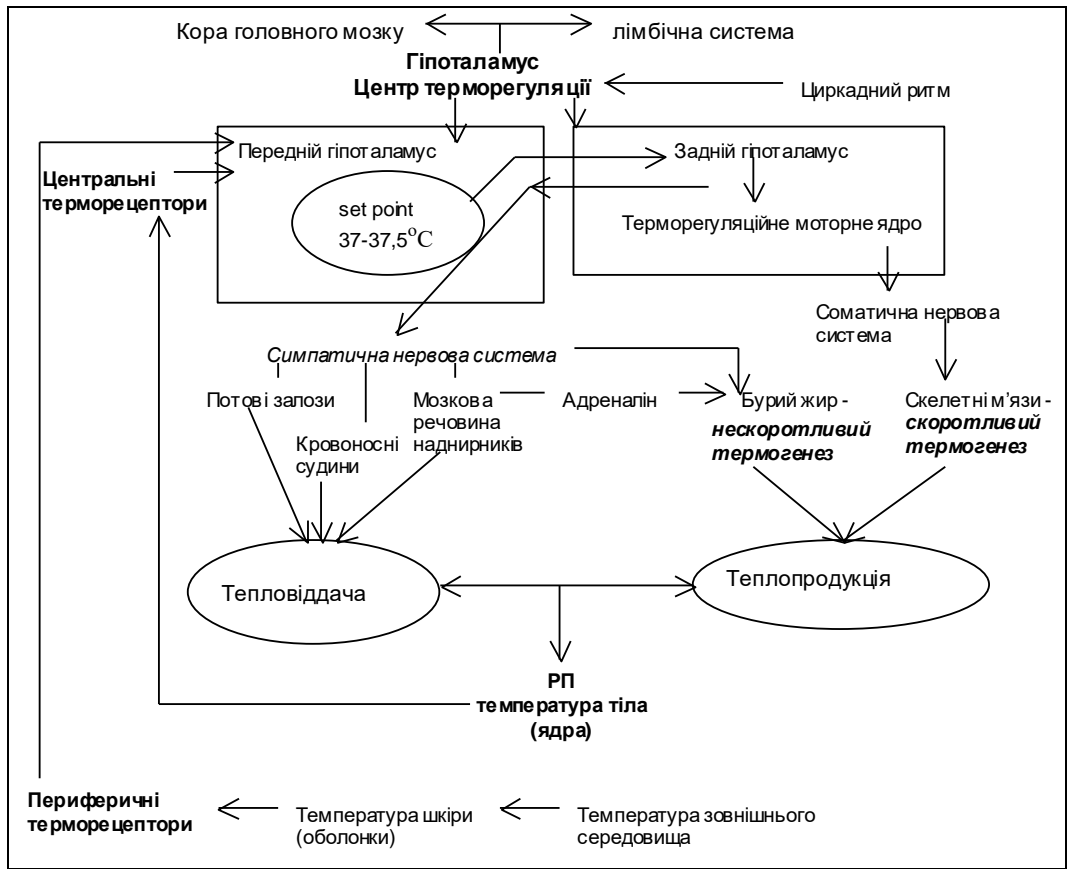 Кора головного мозку
лімбічна система
Гіпоталамус
Центр терморегуляції
Циркадний ритм
Передній гіпоталамус
Задній гіпоталамус
Центральні
терморецептори
set point
37-37,5°C
Терморегуляційне моторне ядро
Соматична нервова
система
Симпатична нервова система
Потові залози
Мозкова
речовина
наднирників
Адреналін
Бурий жир -
нескоротливий
термогенез
Скелетні м'язи -
скоротливий
термогенез
Кровоносні
судини
Тепловіддача
Теплопродукція
РП
температура тіла
(ядра)
Периферичні
терморецептори
Температура шкіри
(оболонки)
Температура зовнішнього
середовища